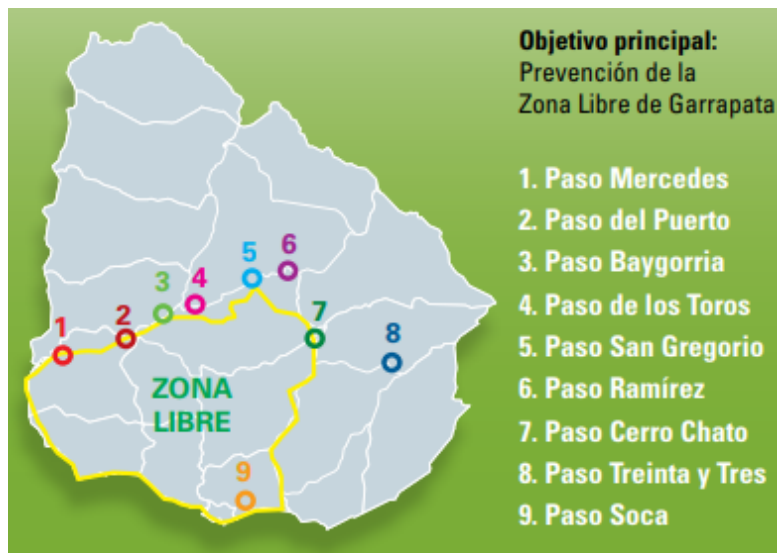 Objetivo principal:
Prevención de la
Zona Libre de Garrapata
1. Paso Mercedes
2. Paso del Puerto
3. Paso Baygorria
4. Paso de los Toros
5. Paso San Gregorio
6. Paso Ramírez
7. Paso Cerro Chato
8. Paso Treinta y Tres
9. Paso Soca
1
2
3
4
5
6
7
8
9
ZONA
LIBRE